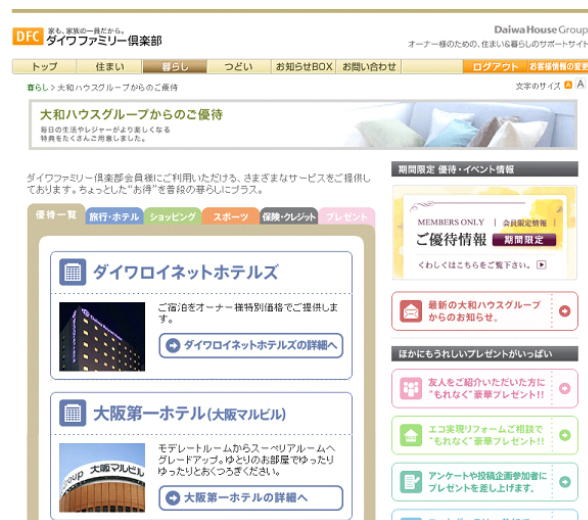 DFC 家も、家族の一員だから。
ダイワファミリー倶楽部
Daiwa House Group
オーナー様のための、住まい&暮らしのサポートサイト
トップ 住まい 暮らし つどい お知らせBOX お問い合わせ ログアウト お客様情報の変更
暮らし > 大和ハウスグループからのご優待
文字のサイズ A A
大和ハウスグループからのご優待
毎日の生活やレジャーがより楽しくなる
特典をたくさんご用意しました。
ダイワファミリー倶楽部会員様にご利用いただける、さまざまなサービスをご提供し
ております。ちょっとした“お得”を普段の暮らしにプラス。
優待一覧 旅行・ホテル ショッピング スポーツ 保険・クレジット プレゼント
ダイワロイネットホテルズ
ご宿泊をオーナー様特別価格でご提供しま
す。
ダイワロイネットホテルズの詳細へ
大阪第一ホテル(大阪マルビル)
モデレートルームからスーペリアルームへ
グレードアップ。ゆとりのお部屋でゆったり
ゆったりとおくつろぎください。
大阪マルビル
大阪第一ホテルの詳細へ
期間限定 優待・イベント情報
MEMBERS ONLY | 会員限定情報 |
ご優待情報 期間限定
くわしくはこちらをご覧下さい。
最新の大和ハウスグループ
からのお知らせ。
ほかにもうれしいプレゼントがいっぱい
友人をご紹介いただいた方に
“もれなく”豪華プレゼント!!
エコ実現リフォームご相談で
“もれなく”豪華プレゼント!!
アンケートや投稿企画参加者に
プレゼントを差し上げます。